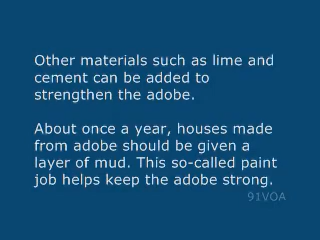 Other materials such as lime and
cement can be added to
strengthen the adobe.
About once a year, houses made
from adobe should be given a
layer of mud. This so-called paint
job helps keep the adobe strong.
91VOA